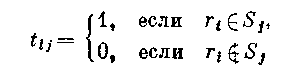 t_{ij} = { 1, если r_i ∈ S_j,
0, если r_i ∉ S_j